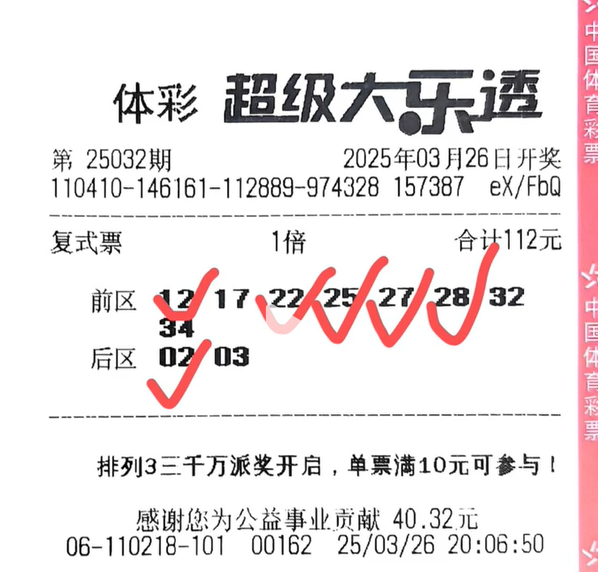 体彩 超级大乐透
第 25032期 2025年03月26日开奖
110410-146161-112889-974328 157387 eX/FbQ
复式票 1倍 合计112元
前区 12 17 22 25 27 28 32
34
后区 02 03
排列3三千万派奖开启，单票满10元可参与！
感谢您为公益事业贡献 40.32元
06-110218-101 00162 25/03/26 20:06:50
中国体育彩票
中国体育彩票